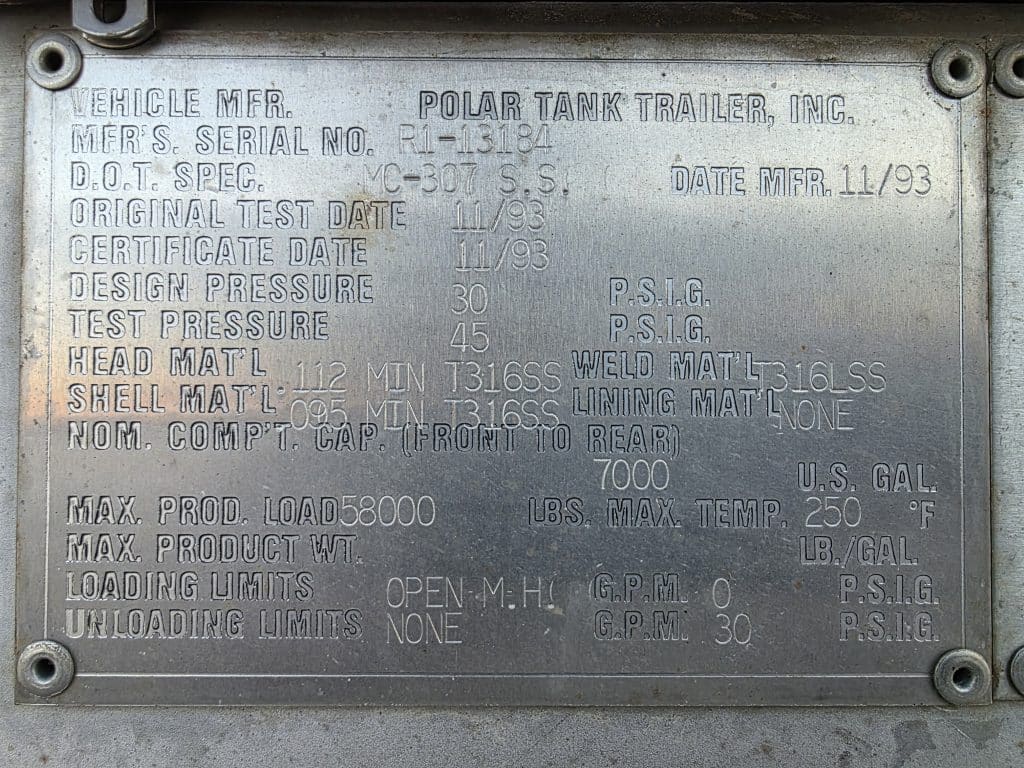 VEHICLE MFR. POLAR TANK TRAILER, INC.
MFR'S. SERIAL NO. R1-13184
D.O.T. SPEC. MC-307 S.S. DATE MFR. 11/93
ORIGINAL TEST DATE 11/93
CERTIFICATE DATE 11/93
DESIGN PRESSURE 30 P.S.I.G.
TEST PRESSURE 45 P.S.I.G.
HEAD MAT'L .112 MIN T316SS WELD MAT'L T316LSS
SHELL MAT'L .095 MIN T316SS LINING MAT'L NONE
NOM. COMP'T. CAP. (FRONT TO REAR)
7000 U.S. GAL.
MAX. PROD. LOAD 58000 LBS. MAX. TEMP. 250 °F
MAX. PRODUCT WT. LB./GAL.
LOADING LIMITS OPEN M.H. G.P.M. 0 P.S.I.G.
UNLOADING LIMITS NONE G.P.M. 30 P.S.I.G.